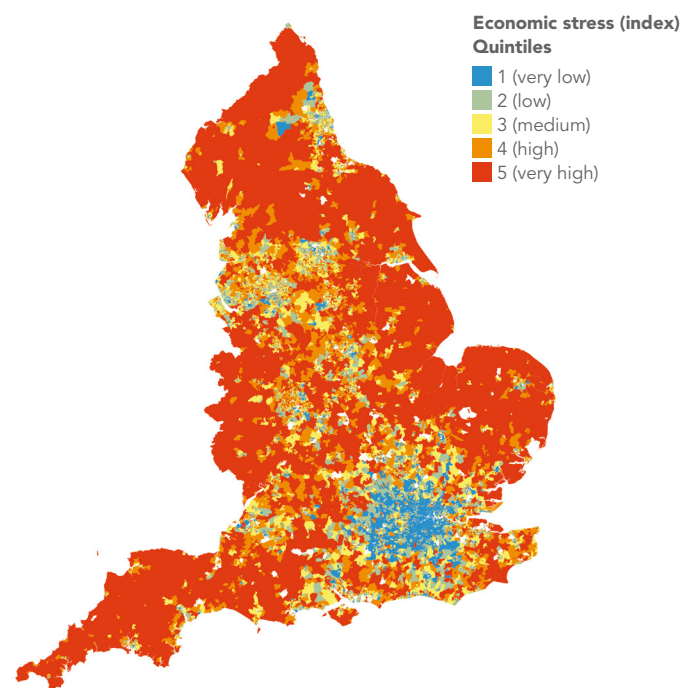 Economic stress (index)
Quintiles
1 (very low)
2 (low)
3 (medium)
4 (high)
5 (very high)